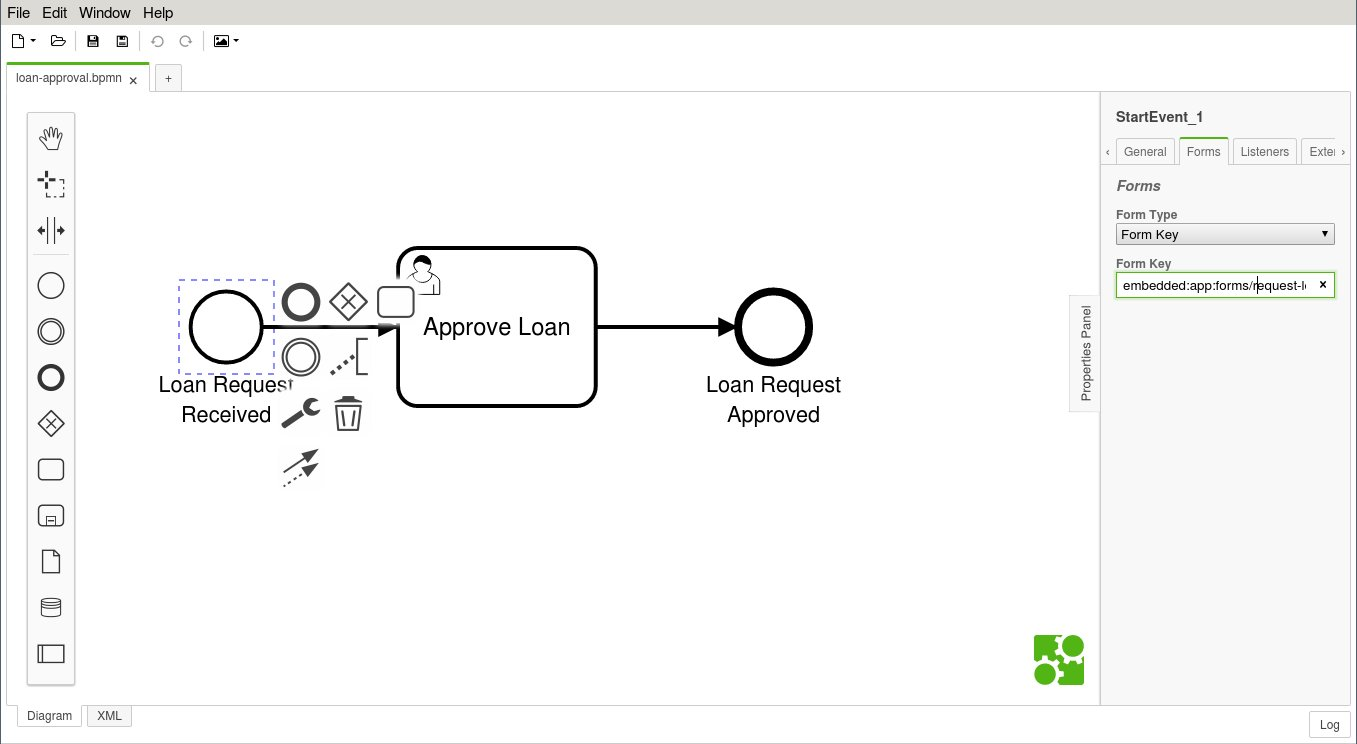 File Edit Window Help
loan-approval.bpmn
+
StartEvent_1
General Forms Listeners
Forms
Form Type
Form Key
Form Key
embedded:app:forms/request-
Approve Loan
Loan Request
Received
Loan Request
Approved
Properties Panel
Diagram XML
Log